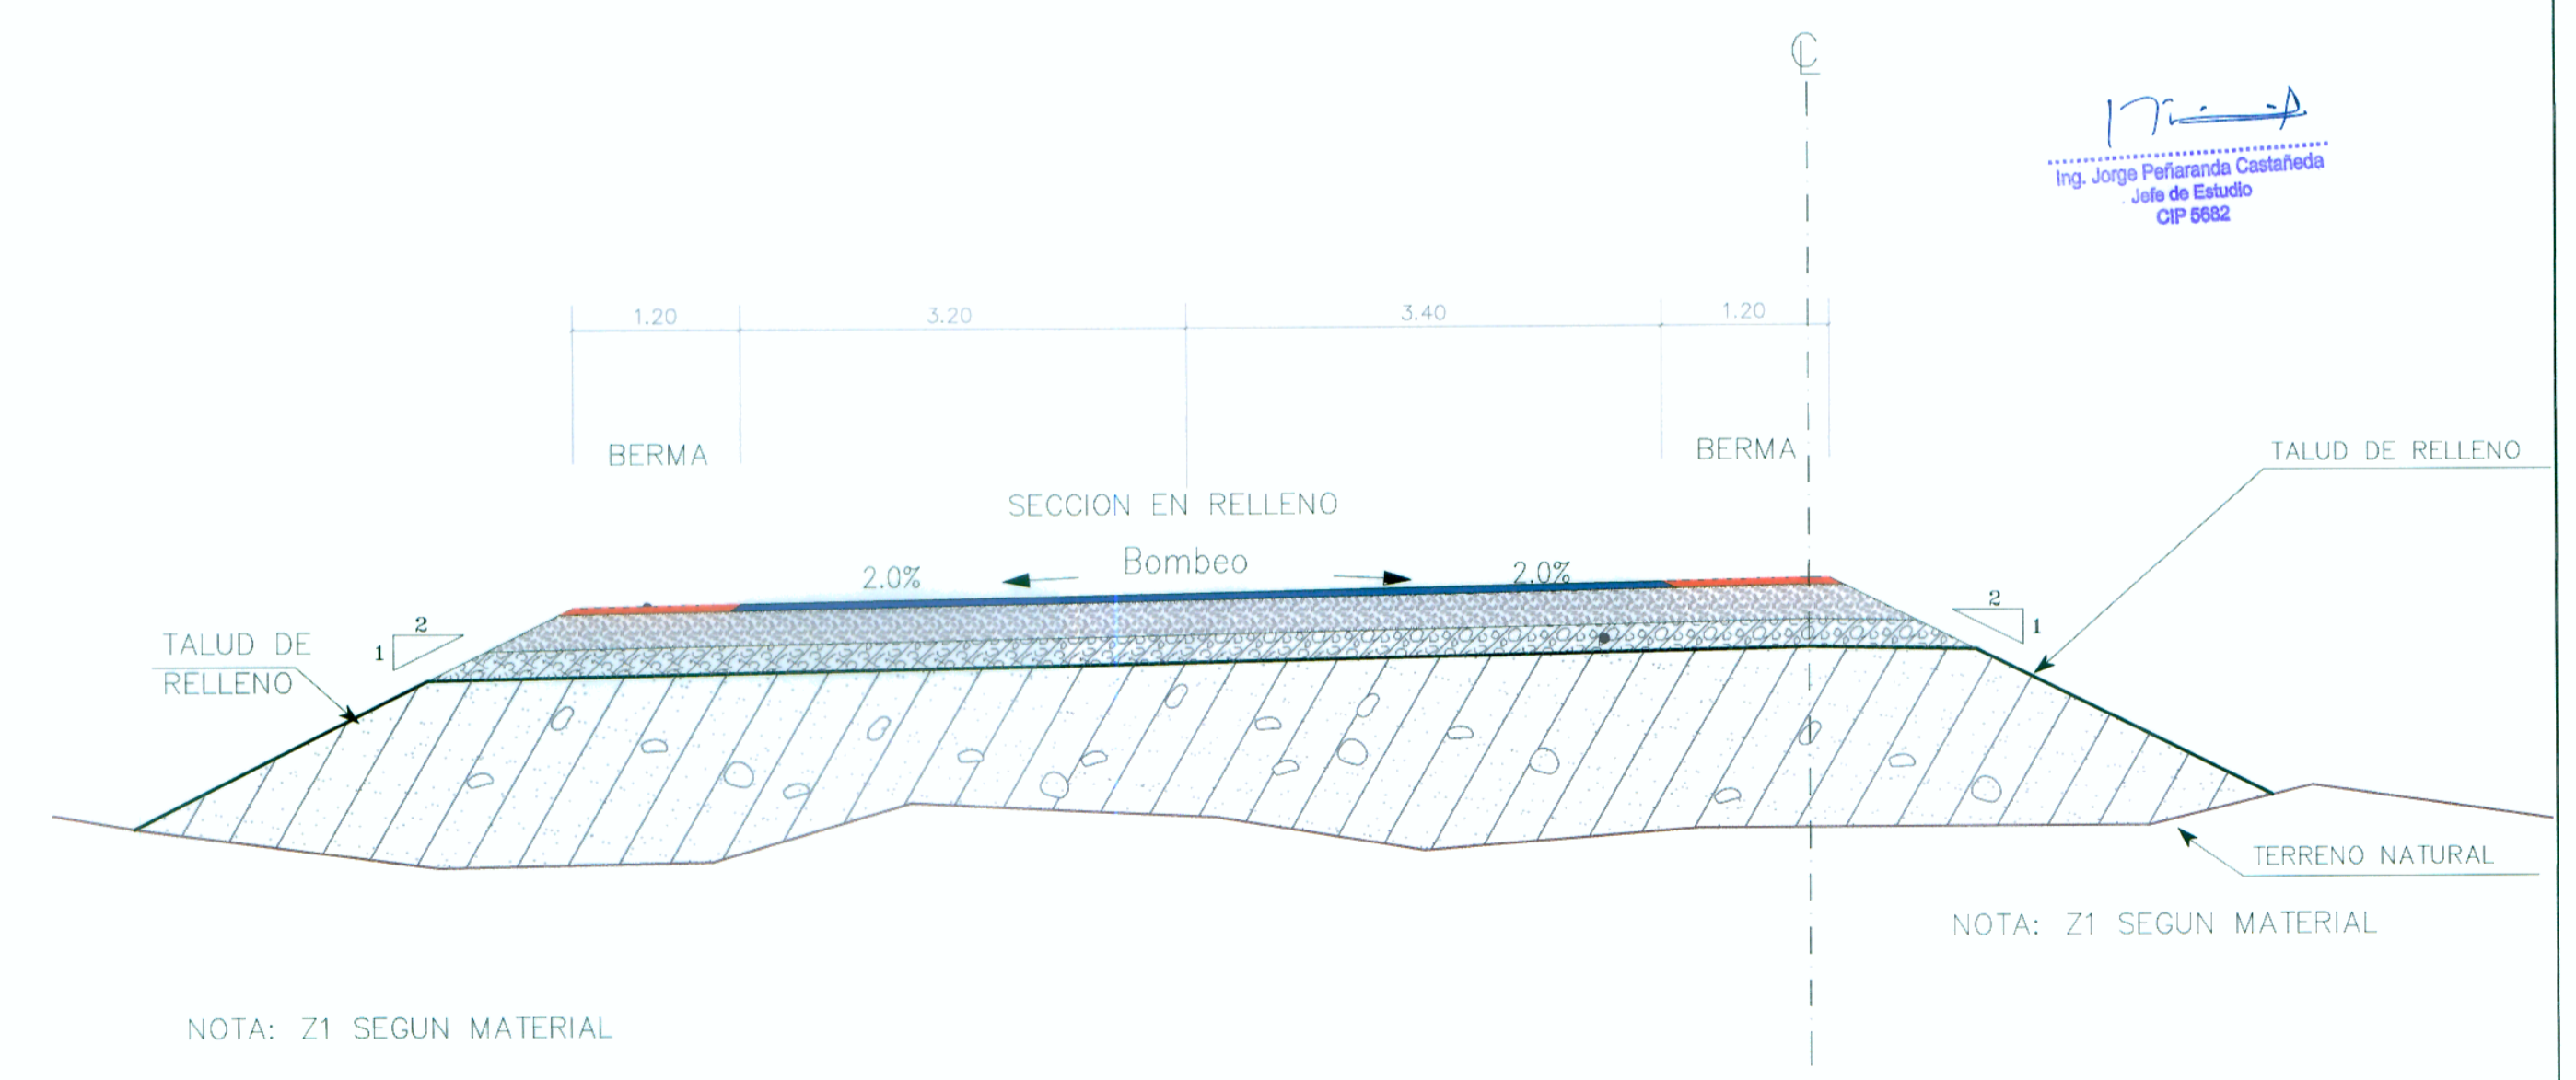 ℄
Ing. Jorge Peñaranda Castañeda
Jefe de Estudio
CIP 5682
1.20
3.20
3.40
1.20
BERMA
BERMA
TALUD DE RELLENO
SECCION EN RELLENO
Bombeo
2.0%
2.0%
2
1
2
1
TALUD DE
RELLENO
TERRENO NATURAL
NOTA: Z1 SEGUN MATERIAL
NOTA: Z1 SEGUN MATERIAL